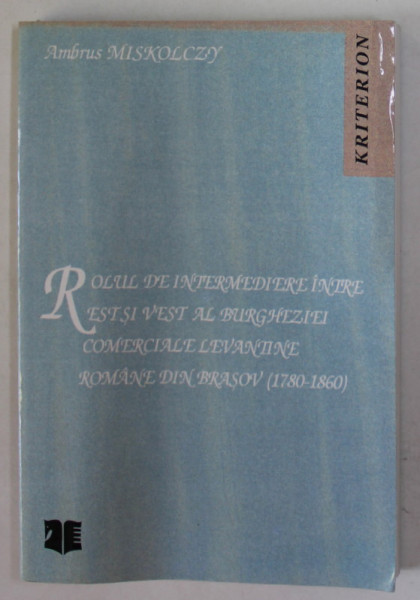 Ambrus MISKOLCZY
KRITERION
ROLUL DE INTERMEDIERE ÎNTRE
EST ŞI VEST AL BURGHEZIEI
COMERCIALE LEVANTINE
ROMÂNE DIN BRAŞOV (1780-1860)